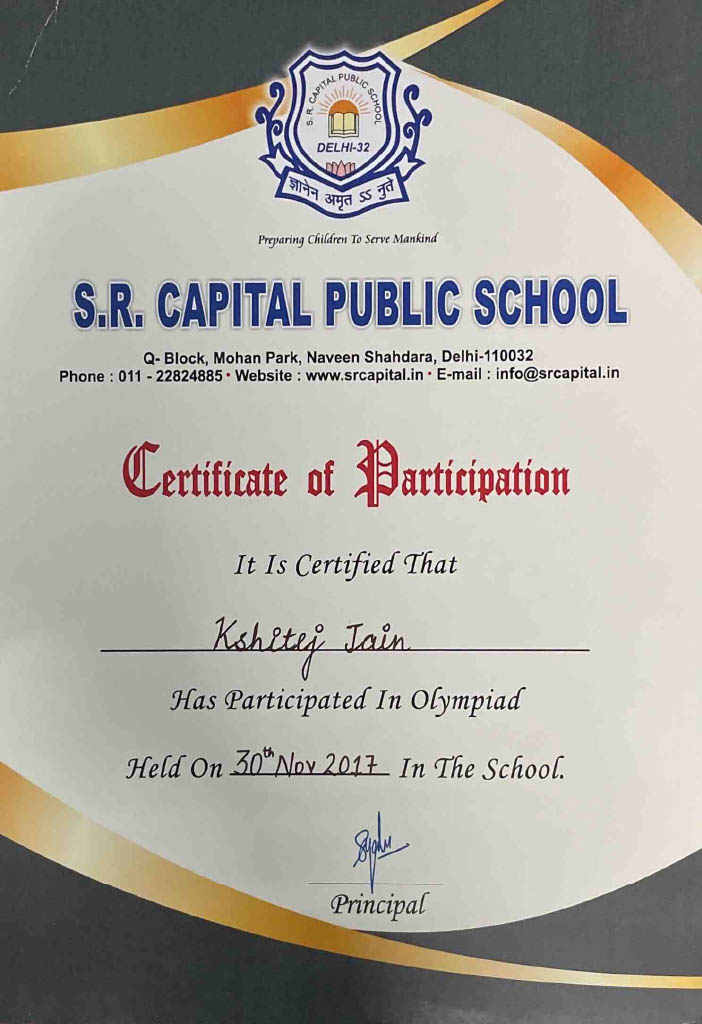 S. R. CAPITAL PUBLIC SCHOOL
DELHI-32
ज्ञानेन अमृत ऽऽ नुते
Preparing Children To Serve Mankind
S.R. CAPITAL PUBLIC SCHOOL
Q- Block, Mohan Park, Naveen Shahdara, Delhi-110032
Phone : 011 - 22824885 • Website : www.srcapital.in • E-mail : info@srcapital.in
Certificate of Participation
It Is Certified That
Kshitej Jain
Has Participated In Olympiad
Held On 30th Nov 2017 In The School.
Principal